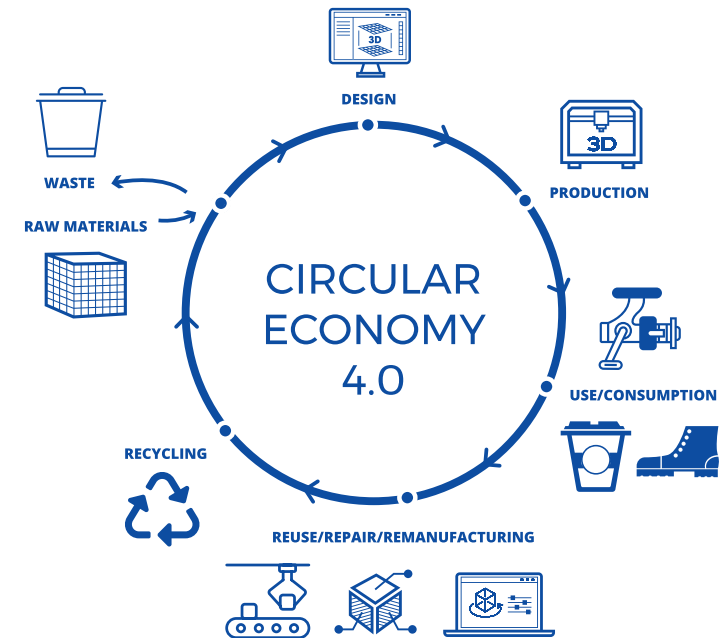 3D
DESIGN
3D
PRODUCTION
WASTE
RAW MATERIALS
CIRCULAR
ECONOMY
4.0
USE/CONSUMPTION
RECYCLING
REUSE/REPAIR/REMANUFACTURING